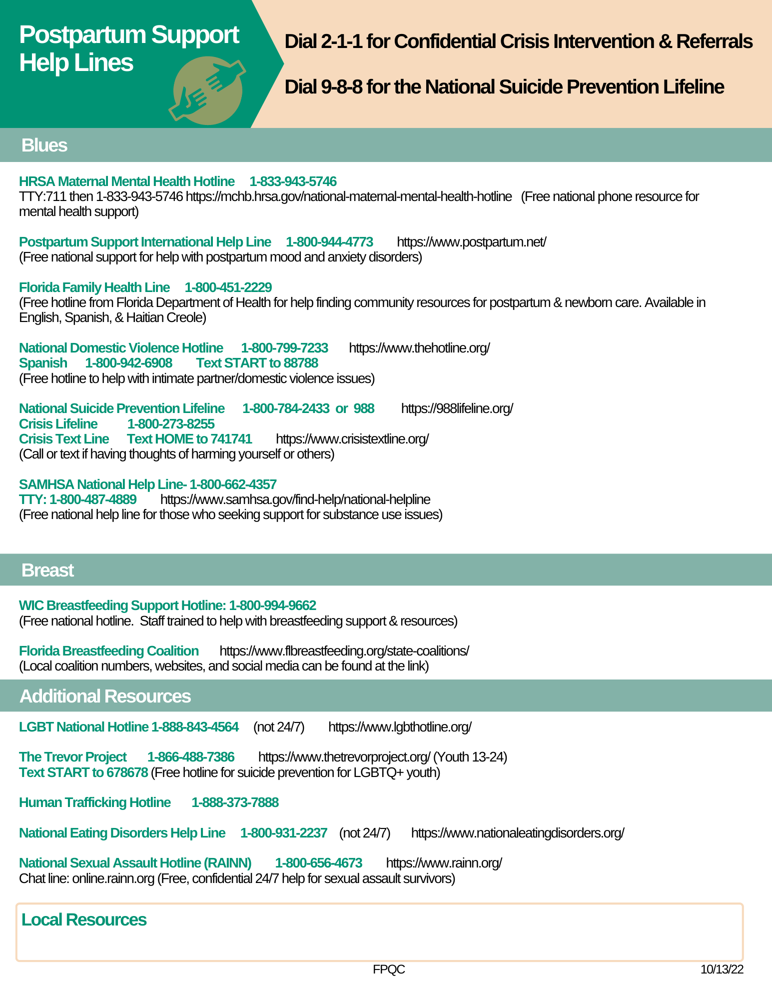 Postpartum Support
Help Lines
Dial 2-1-1 for Confidential Crisis Intervention & Referrals
Dial 9-8-8 for the National Suicide Prevention Lifeline
Blues
HRSA Maternal Mental Health Hotline 1-833-943-5746
TTY:711 then 1-833-943-5746 https://mchb.hrsa.gov/national-maternal-mental-health-hotline (Free national phone resource for
mental health support)
Postpartum Support International Help Line 1-800-944-4773 https://www.postpartum.net/
(Free national support for help with postpartum mood and anxiety disorders)
Florida Family Health Line 1-800-451-2229
(Free hotline from Florida Department of Health for help finding community resources for postpartum & newborn care. Available in
English, Spanish, & Haitian Creole)
National Domestic Violence Hotline 1-800-799-7233 https://www.thehotline.org/
Spanish 1-800-942-6908 Text START to 88788
(Free hotline to help with intimate partner/domestic violence issues)
National Suicide Prevention Lifeline 1-800-784-2433 or 988 https://988lifeline.org/
Crisis Lifeline 1-800-273-8255
Crisis Text Line Text HOME to 741741 https://www.crisistextline.org/
(Call or text if having thoughts of harming yourself or others)
SAMHSA National Help Line- 1-800-662-4357
TTY: 1-800-487-4889 https://www.samhsa.gov/find-help/national-helpline
(Free national help line for those who seeking support for substance use issues)
Breast
WIC Breastfeeding Support Hotline: 1-800-994-9662
(Free national hotline. Staff trained to help with breastfeeding support & resources)
Florida Breastfeeding Coalition https://www.flbreastfeeding.org/state-coalitions/
(Local coalition numbers, websites, and social media can be found at the link)
Additional Resources
LGBT National Hotline 1-888-843-4564 (not 24/7) https://www.lgbthotline.org/
The Trevor Project 1-866-488-7386 https://www.thetrevorproject.org/ (Youth 13-24)
Text START to 678678 (Free hotline for suicide prevention for LGBTQ+ youth)
Human Trafficking Hotline 1-888-373-7888
National Eating Disorders Help Line 1-800-931-2237 (not 24/7) https://www.nationaleatingdisorders.org/
National Sexual Assault Hotline (RAINN) 1-800-656-4673 https://www.rainn.org/
Chat line: online.rainn.org (Free, confidential 24/7 help for sexual assault survivors)
Local Resources
FPQC 10/13/22